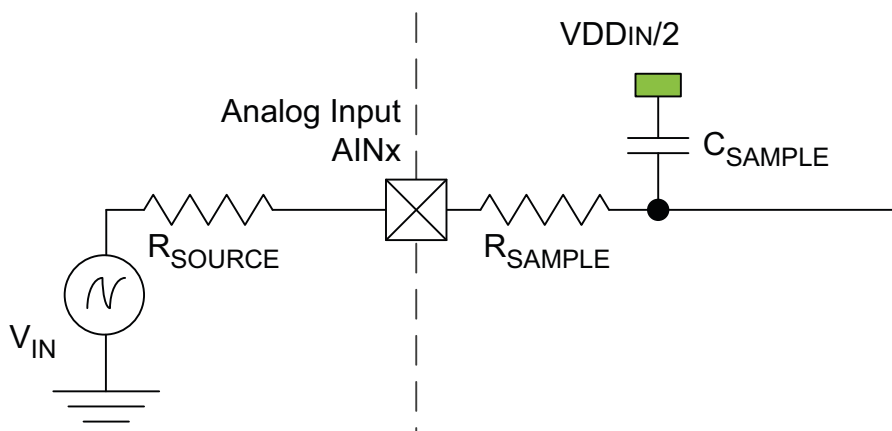 VDDIN/2
Analog Input
AINx
CSAMPLE
RSOURCE
RSAMPLE
VIN